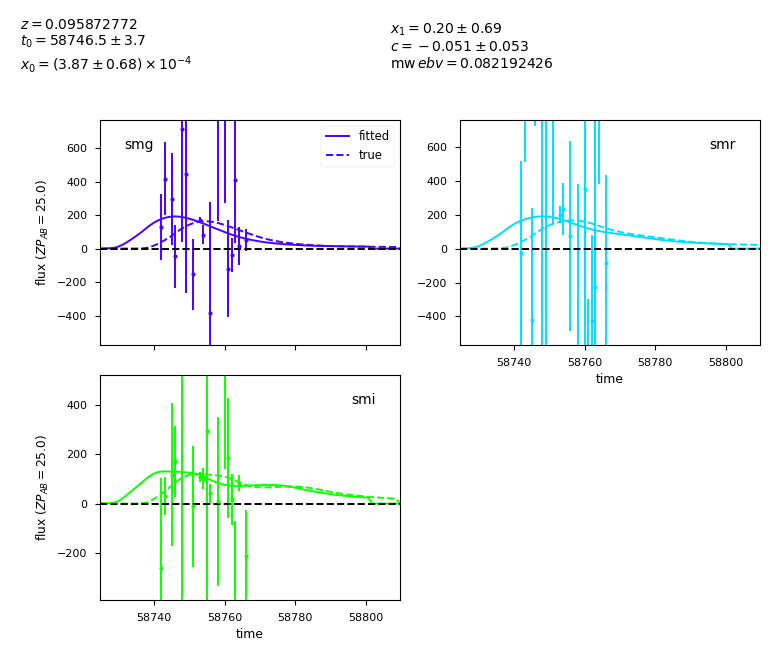 z = 0.095872772
t₀ = 58746.5 ± 3.7
x₀ = (3.87 ± 0.68) × 10⁻⁴
x₁ = 0.20 ± 0.69
c = −0.051 ± 0.053
mw ebv = 0.082192426
smg
fitted
true
600
400
200
0
−200
−400
flux (ZP_AB = 25.0)
smr
600
400
200
0
−200
−400
58740 58760 58780 58800
time
smi
400
200
0
−200
flux (ZP_AB = 25.0)
58740 58760 58780 58800
time